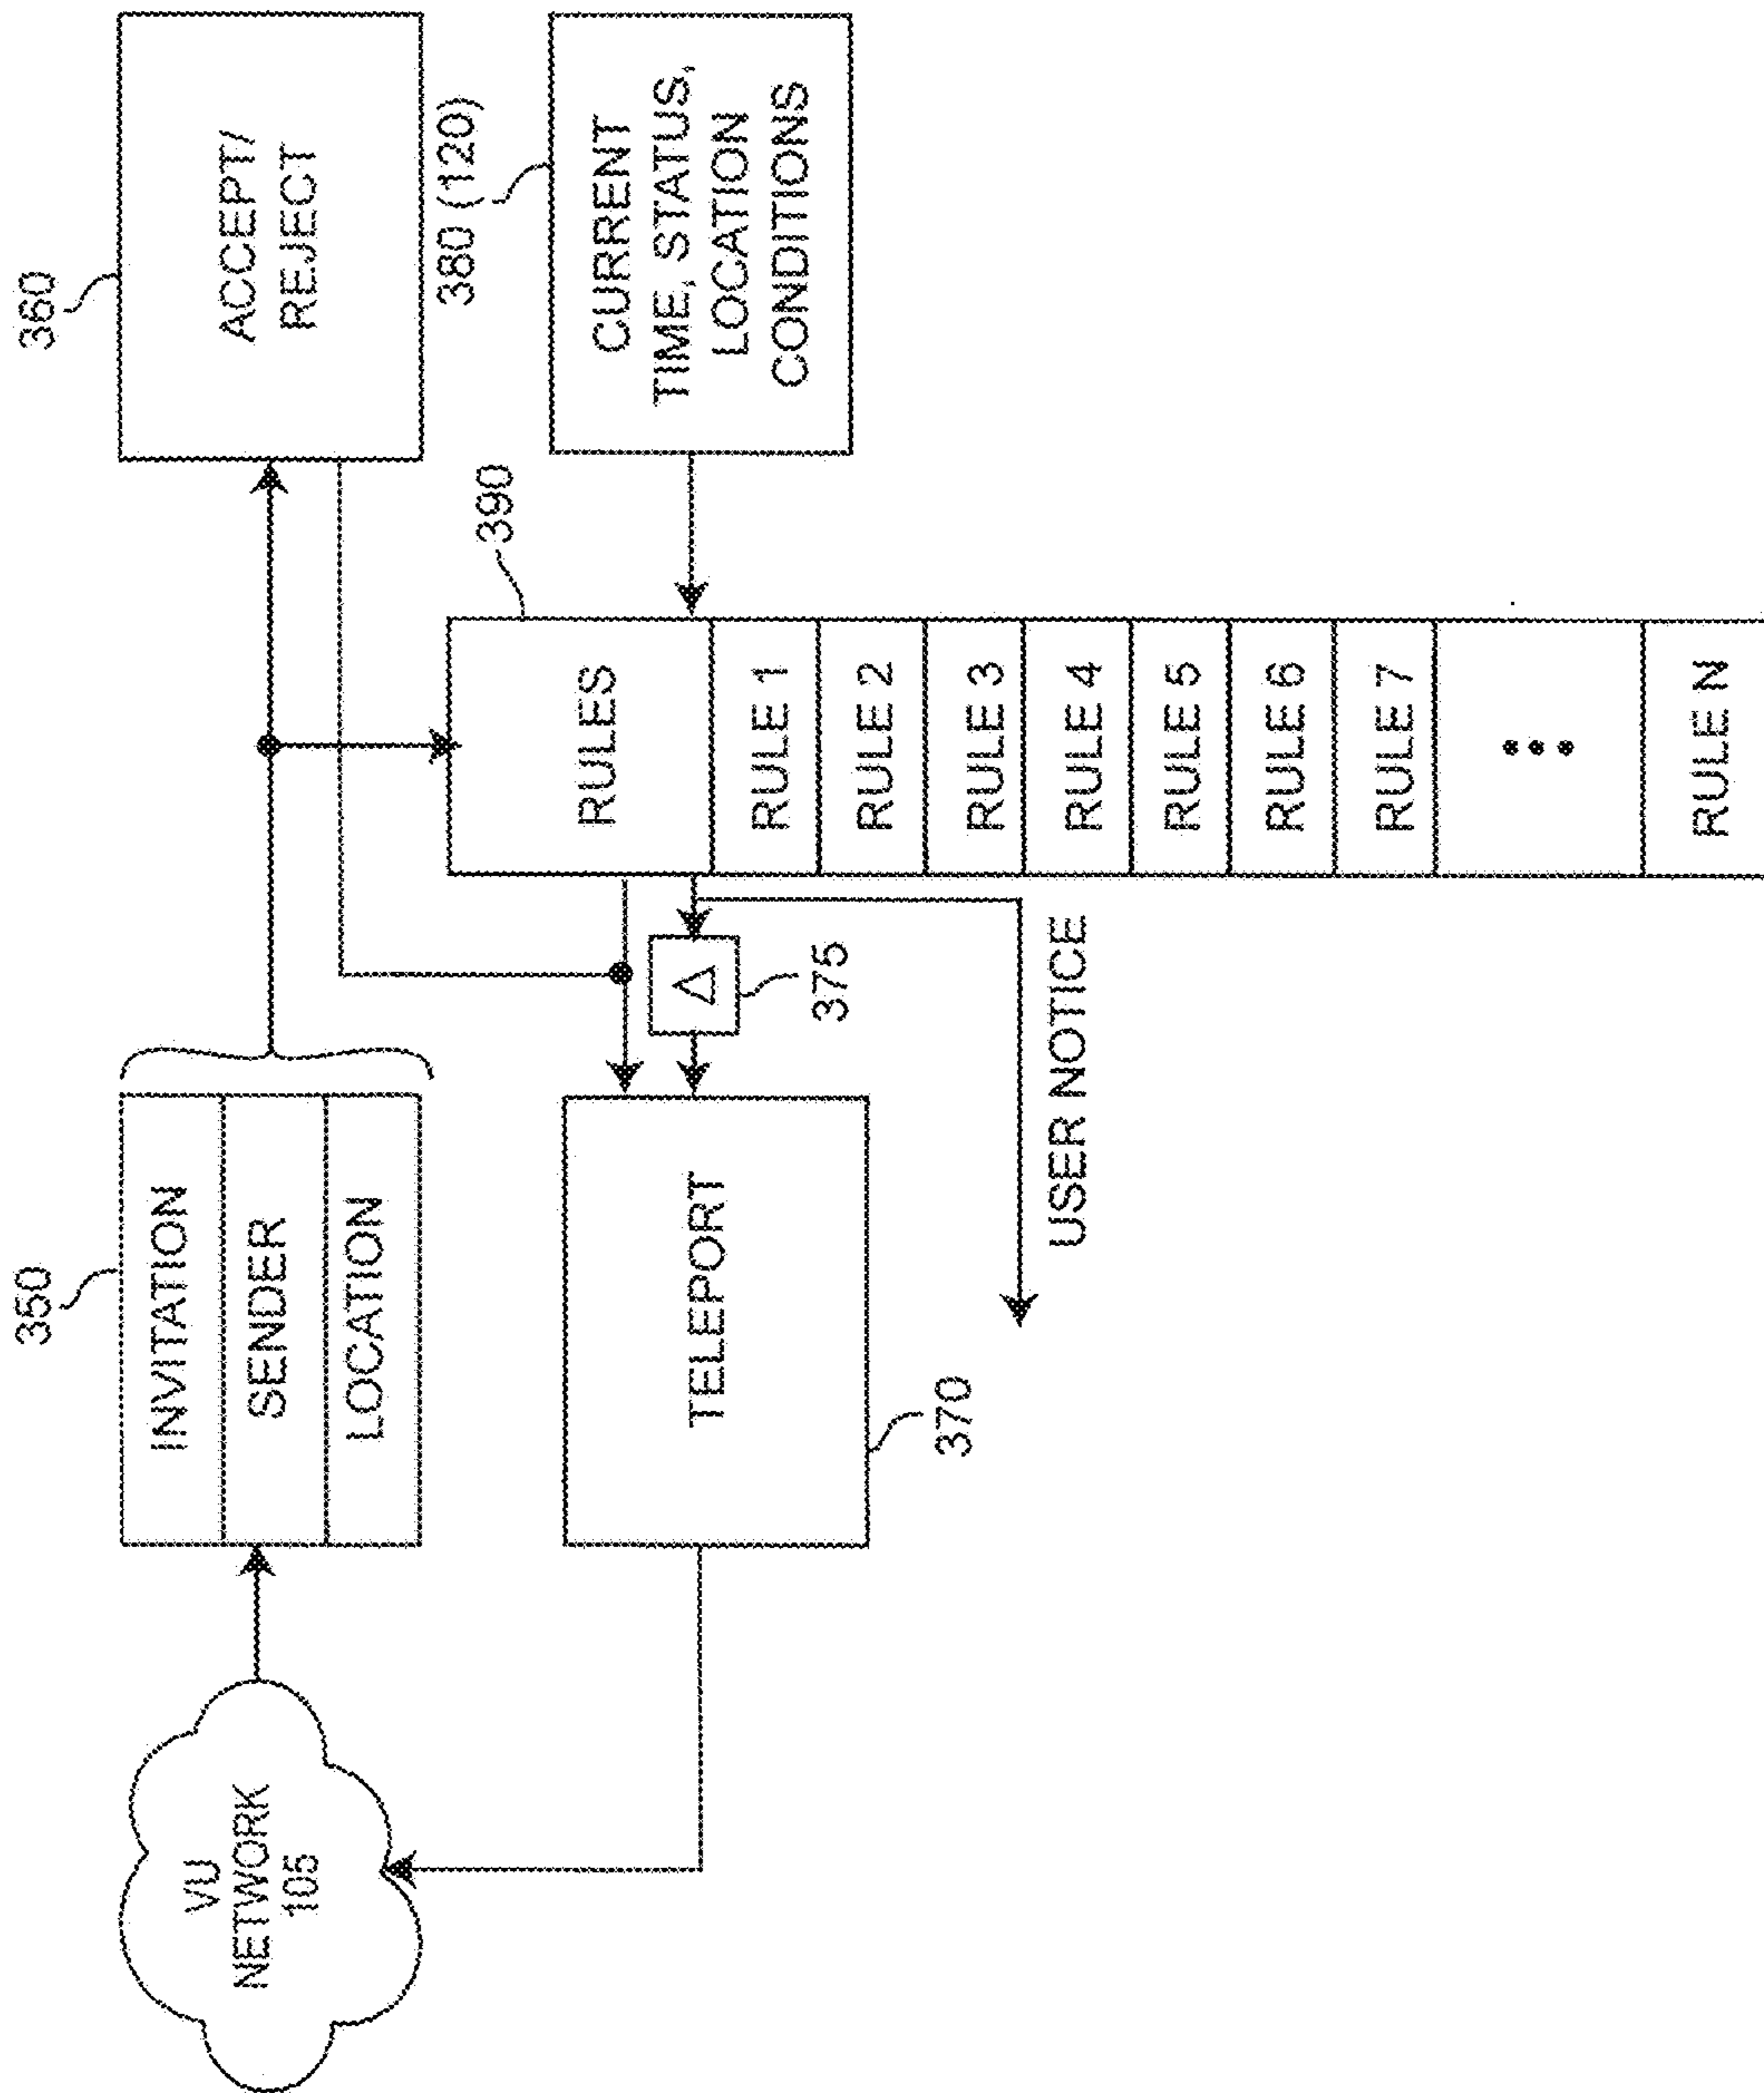 350
360
VU
NETWORK
105
INVITATION
SENDER
LOCATION
ACCEPT/
REJECT
380 (120)
390
CURRENT
TIME, STATUS,
LOCATION
CONDITIONS
TELEPORT
370
Δ
375
RULES
RULE 1
RULE 2
RULE 3
RULE 4
RULE 5
RULE 6
RULE 7
•••
RULE N
USER NOTICE